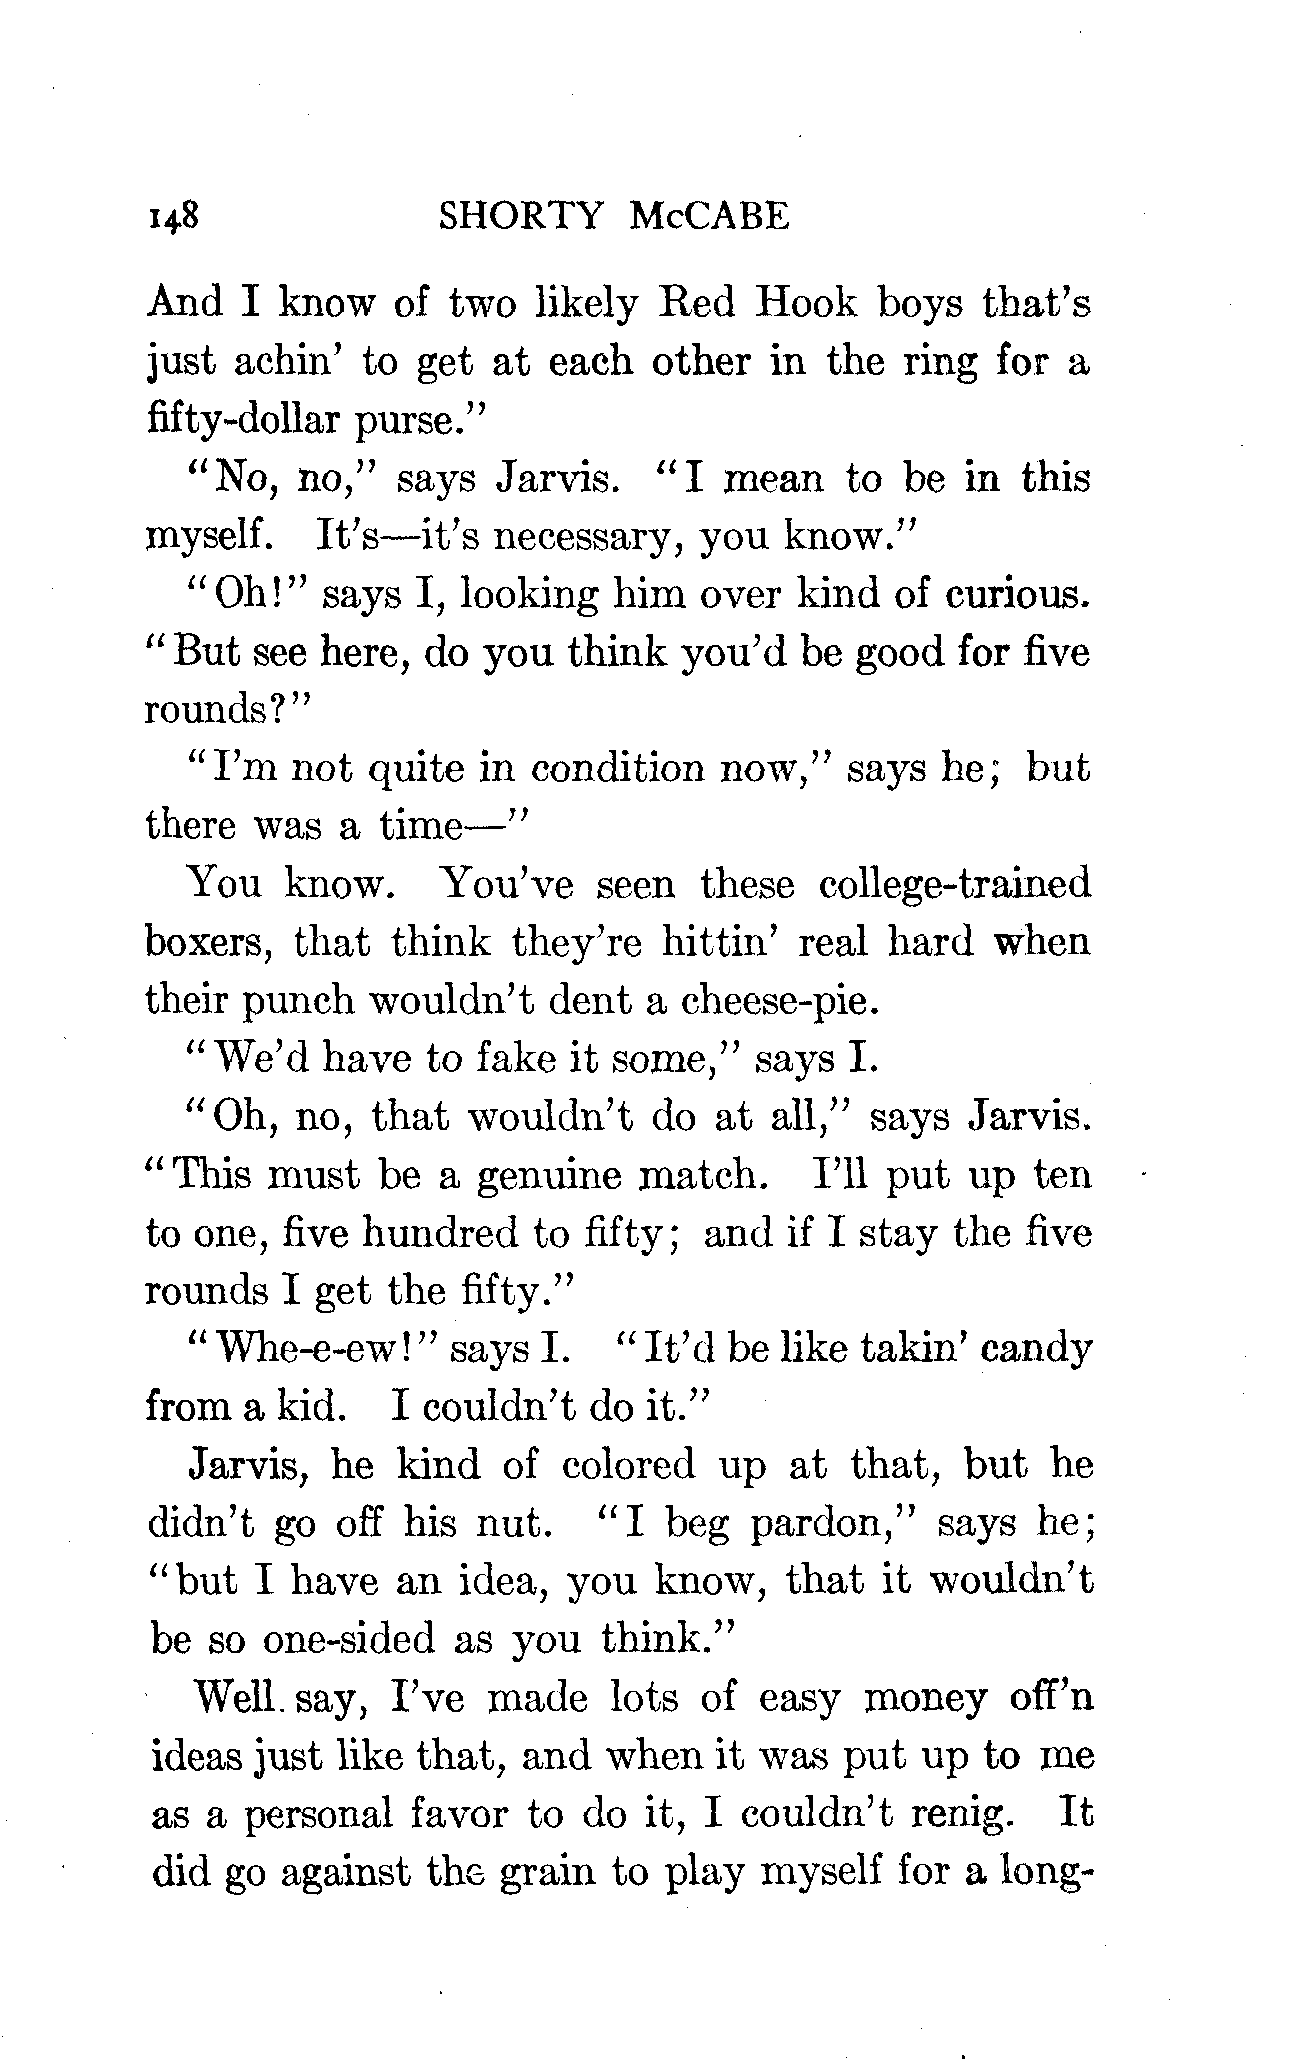 148 SHORTY McCABE
And I know of two likely Red Hook boys that's
just achin' to get at each other in the ring for a
fifty-dollar purse."
"No, no," says Jarvis. "I mean to be in this
myself. It's—it's necessary, you know."
"Oh!" says I, looking him over kind of curious.
"But see here, do you think you'd be good for five
rounds?"
"I'm not quite in condition now," says he; but
there was a time—"
You know. You've seen these college-trained
boxers, that think they're hittin' real hard when
their punch wouldn't dent a cheese-pie.
"We'd have to fake it some," says I.
"Oh, no, that wouldn't do at all," says Jarvis.
"This must be a genuine match. I'll put up ten
to one, five hundred to fifty; and if I stay the five
rounds I get the fifty."
"Whe-e-ew!" says I. "It'd be like takin' candy
from a kid. I couldn't do it."
Jarvis, he kind of colored up at that, but he
didn't go off his nut. "I beg pardon," says he;
"but I have an idea, you know, that it wouldn't
be so one-sided as you think."
Well. say, I've made lots of easy money off'n
ideas just like that, and when it was put up to me
as a personal favor to do it, I couldn't renig. It
did go against the grain to play myself for a long-